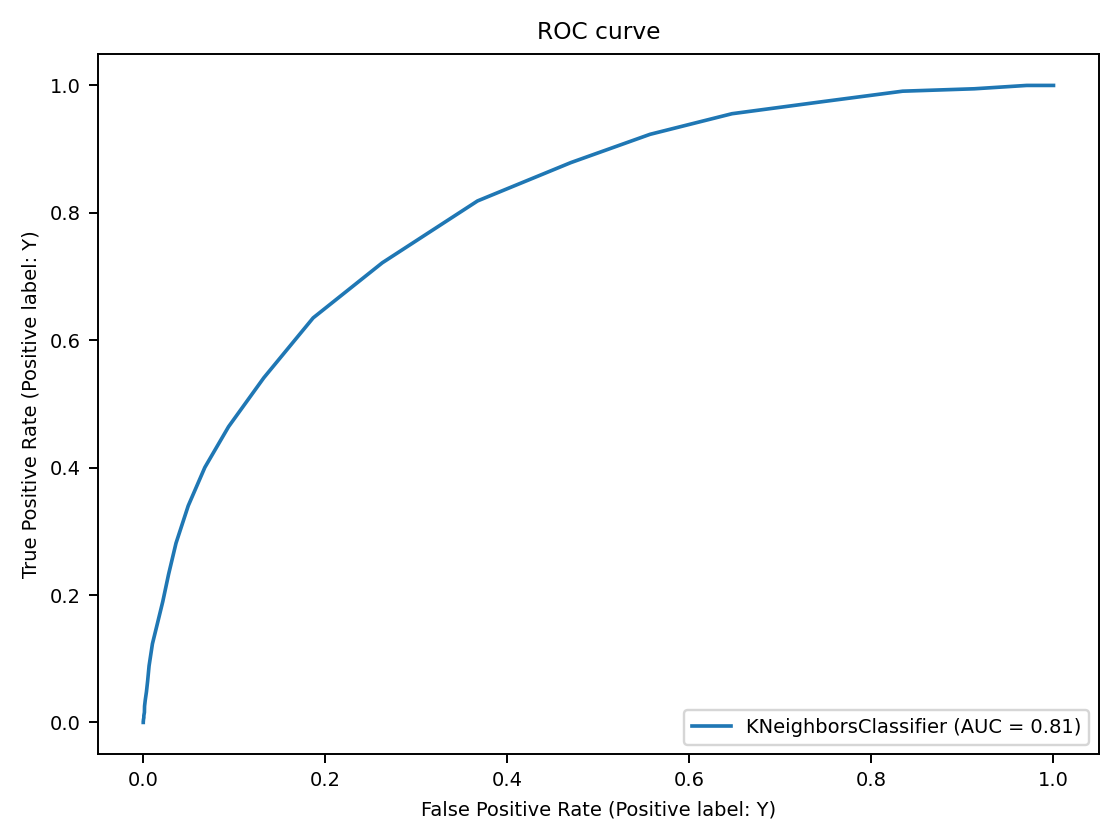 ROC curve
1.0
0.8
0.6
0.4
0.2
0.0
True Positive Rate (Positive label: Y)
KNeighborsClassifier (AUC = 0.81)
0.0 0.2 0.4 0.6 0.8 1.0
False Positive Rate (Positive label: Y)